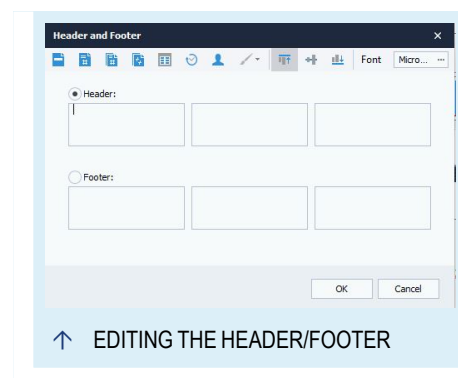 Header and Footer
Font Micro... ...
Header:
Footer:
OK Cancel
↑ EDITING THE HEADER/FOOTER